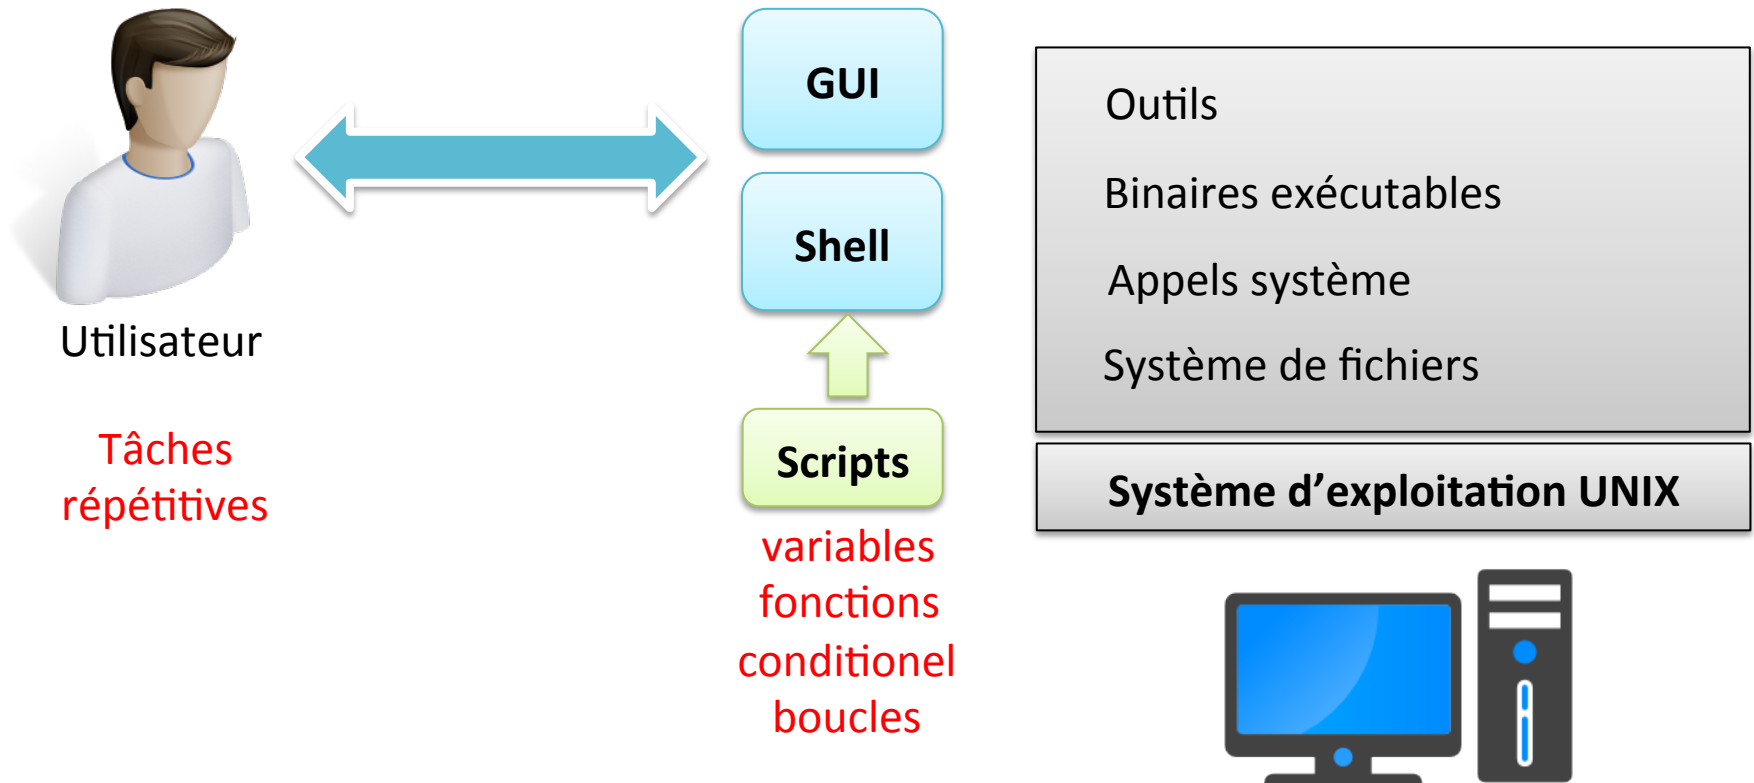 Utilisateur
Tâches
répétitives
GUI
Shell
Scripts
variables
fonctions
conditionel
boucles
Outils
Binaires exécutables
Appels système
Système de fichiers
Système d’exploitation UNIX